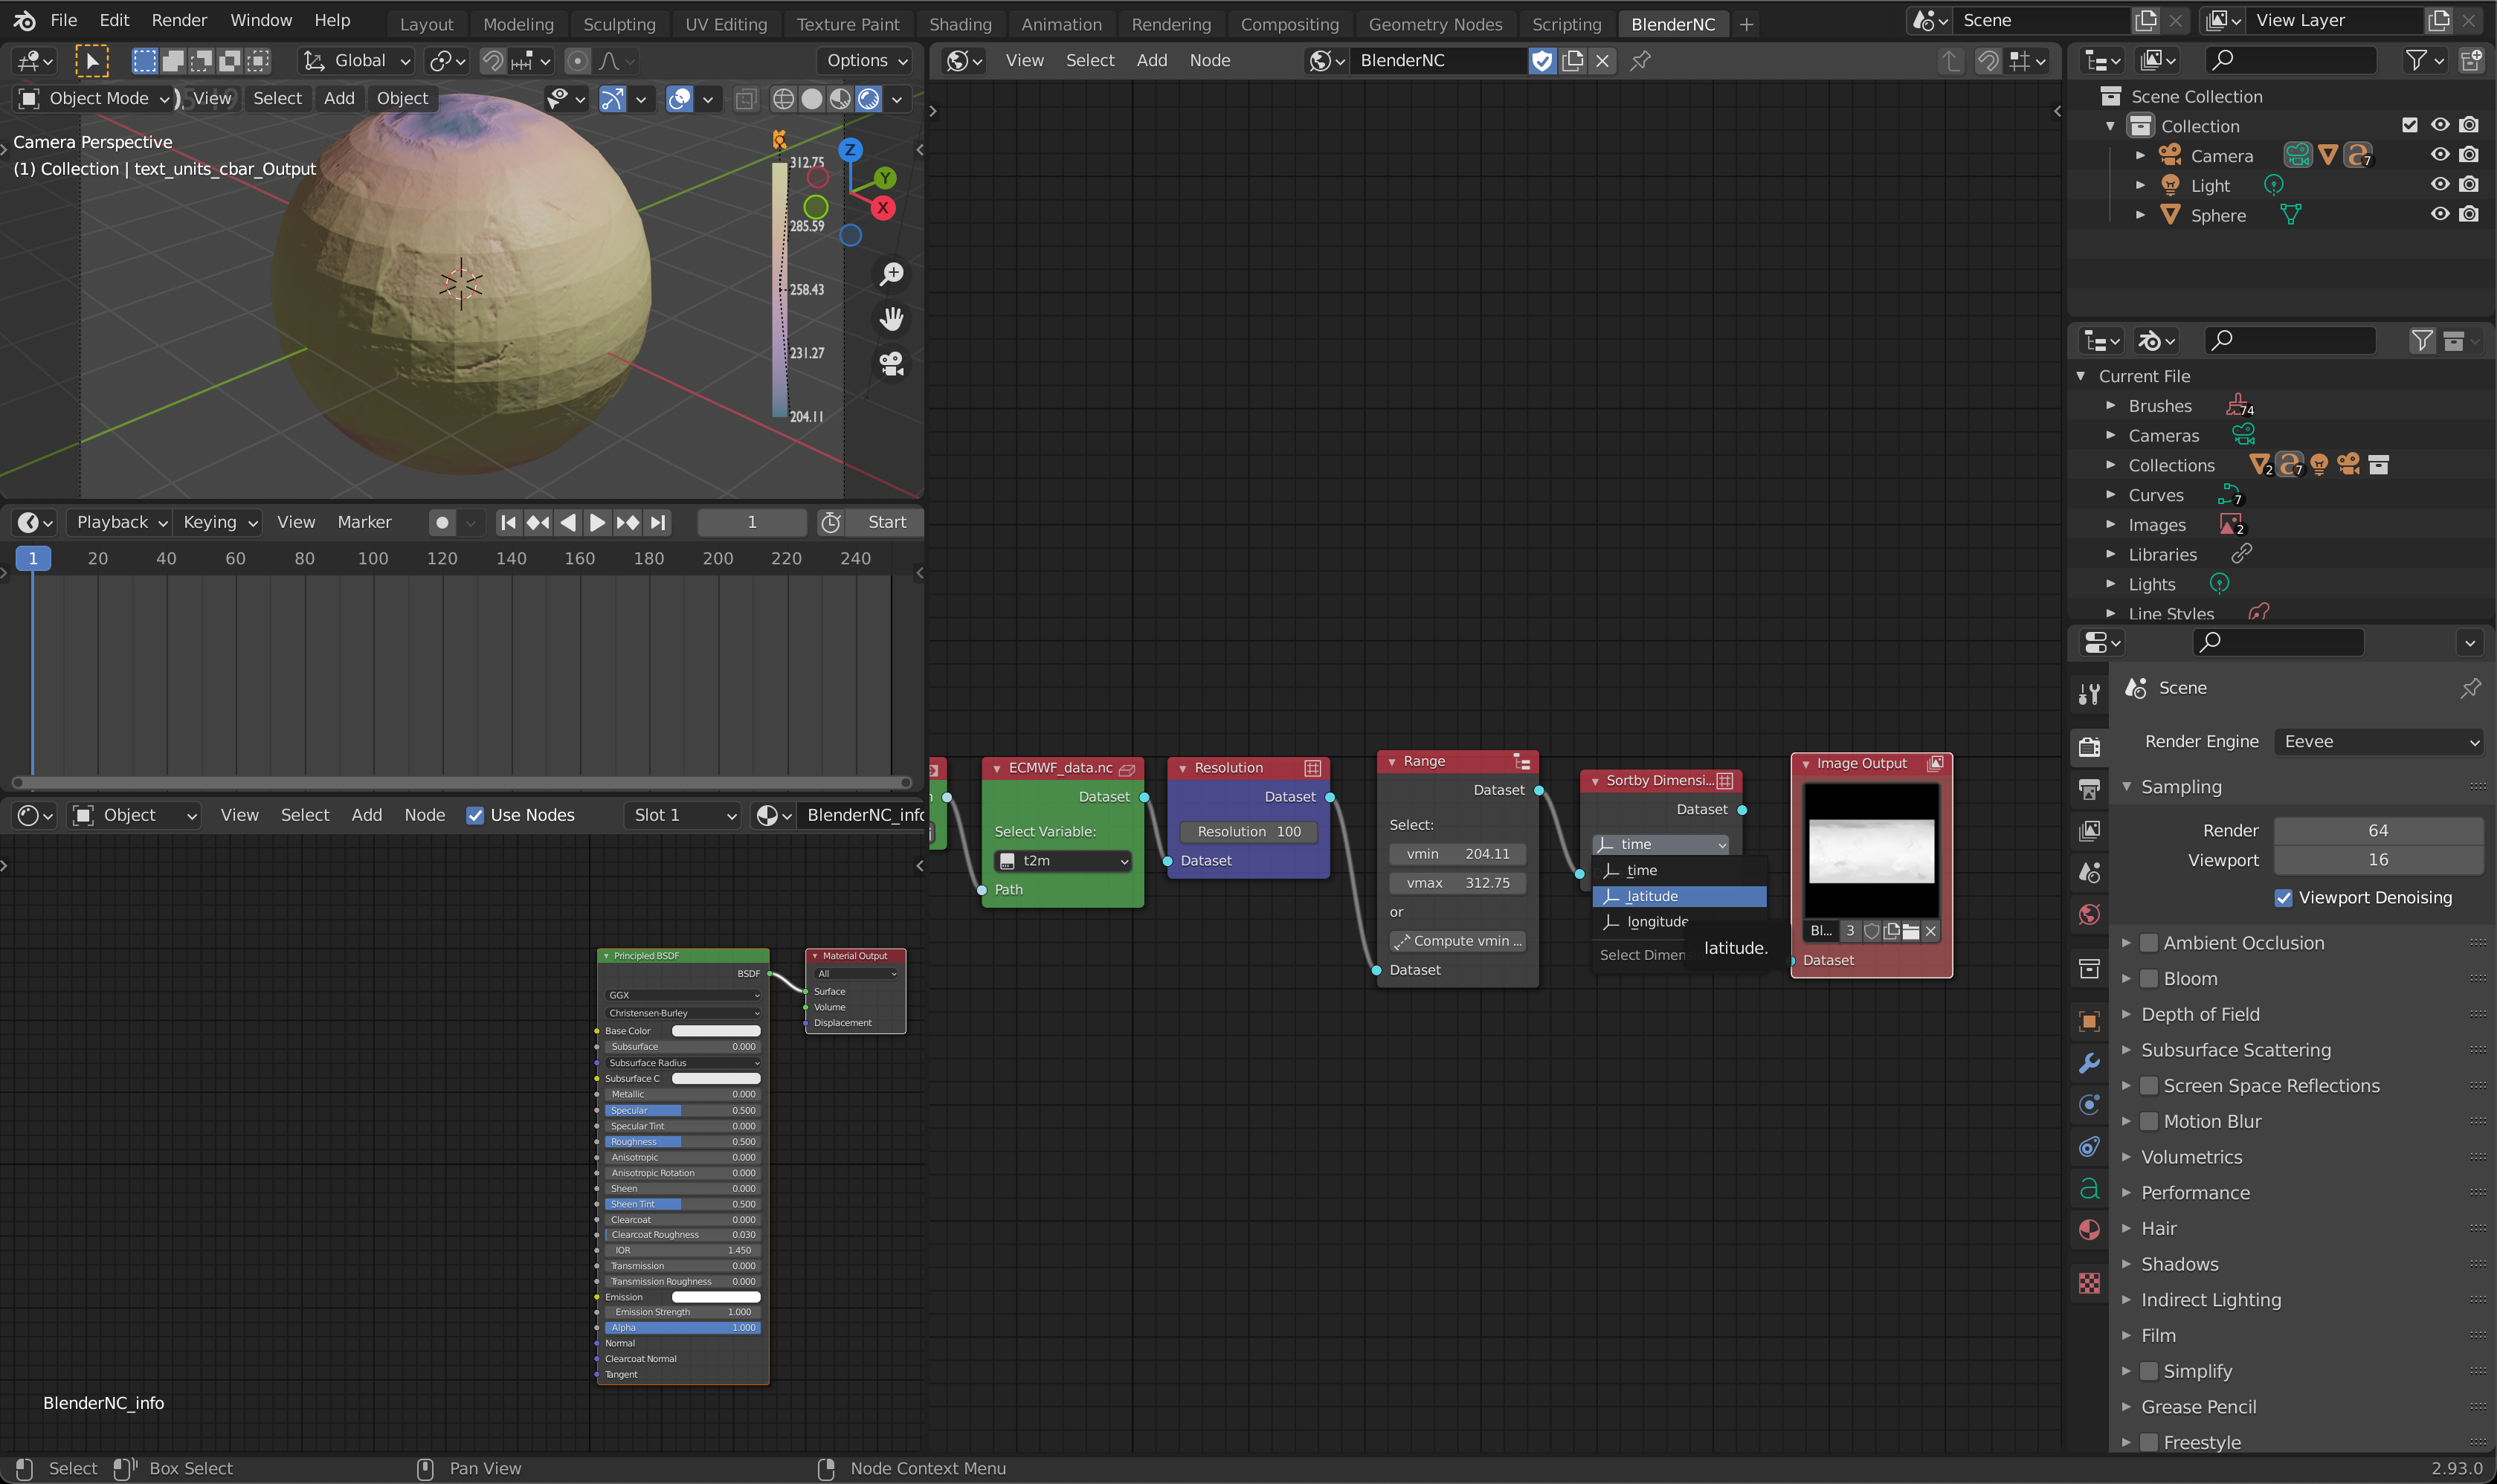 File Edit Render Window Help
Layout Modeling Sculpting UV Editing Texture Paint Shading Animation Rendering Compositing Geometry Nodes Scripting BlenderNC
Scene
View Layer
Global
Options
Object Mode View Select Add Object
Camera Perspective
(1) Collection | text_units_cbar_Output
312.75
285.59
258.43
231.27
204.11
Z
Y
X
View Select Add Node
BlenderNC
Scene Collection
Collection
Camera 7
Light
Sphere
Current File
Brushes 74
Cameras
Collections 2 7
Curves 7
Images 2
Libraries
Lights
Line Styles
Playback Keying View Marker
1
Start
1 20 40 60 80 100 120 140 160 180 200 220 240
Object View Select Add Node Use Nodes Slot 1
BlenderNC_info
ECMWF_data.nc
Dataset
Select Variable:
t2m
Path
Resolution
Dataset
Resolution 100
Dataset
Range
Dataset
Select:
vmin 204.11
vmax 312.75
or
Compute vmin ...
Dataset
Sortby Dimensi...
Dataset
time
time
latitude
longitude
Select Dimen
latitude.
Image Output
Bl... 3
Dataset
Principled BSDF
BSDF
GGX
Christensen-Burley
Base Color
Subsurface 0.000
Subsurface Radius
Subsurface C
Metallic 0.000
Specular 0.500
Specular Tint 0.000
Roughness 0.500
Anisotropic 0.000
Anisotropic Rotation 0.000
Sheen 0.000
Sheen Tint 0.500
Clearcoat 0.000
Clearcoat Roughness 0.030
IOR 1.450
Transmission 0.000
Transmission Roughness 0.000
Emission
Emission Strength 1.000
Alpha 1.000
Normal
Clearcoat Normal
Tangent
Material Output
All
Surface
Volume
Displacement
BlenderNC_info
Scene
Render Engine Eevee
Sampling
Render 64
Viewport 16
Viewport Denoising
Ambient Occlusion
Bloom
Depth of Field
Subsurface Scattering
Screen Space Reflections
Motion Blur
Volumetrics
Performance
Hair
Shadows
Indirect Lighting
Film
Simplify
Grease Pencil
Freestyle
Select Box Select Pan View Node Context Menu 2.93.0